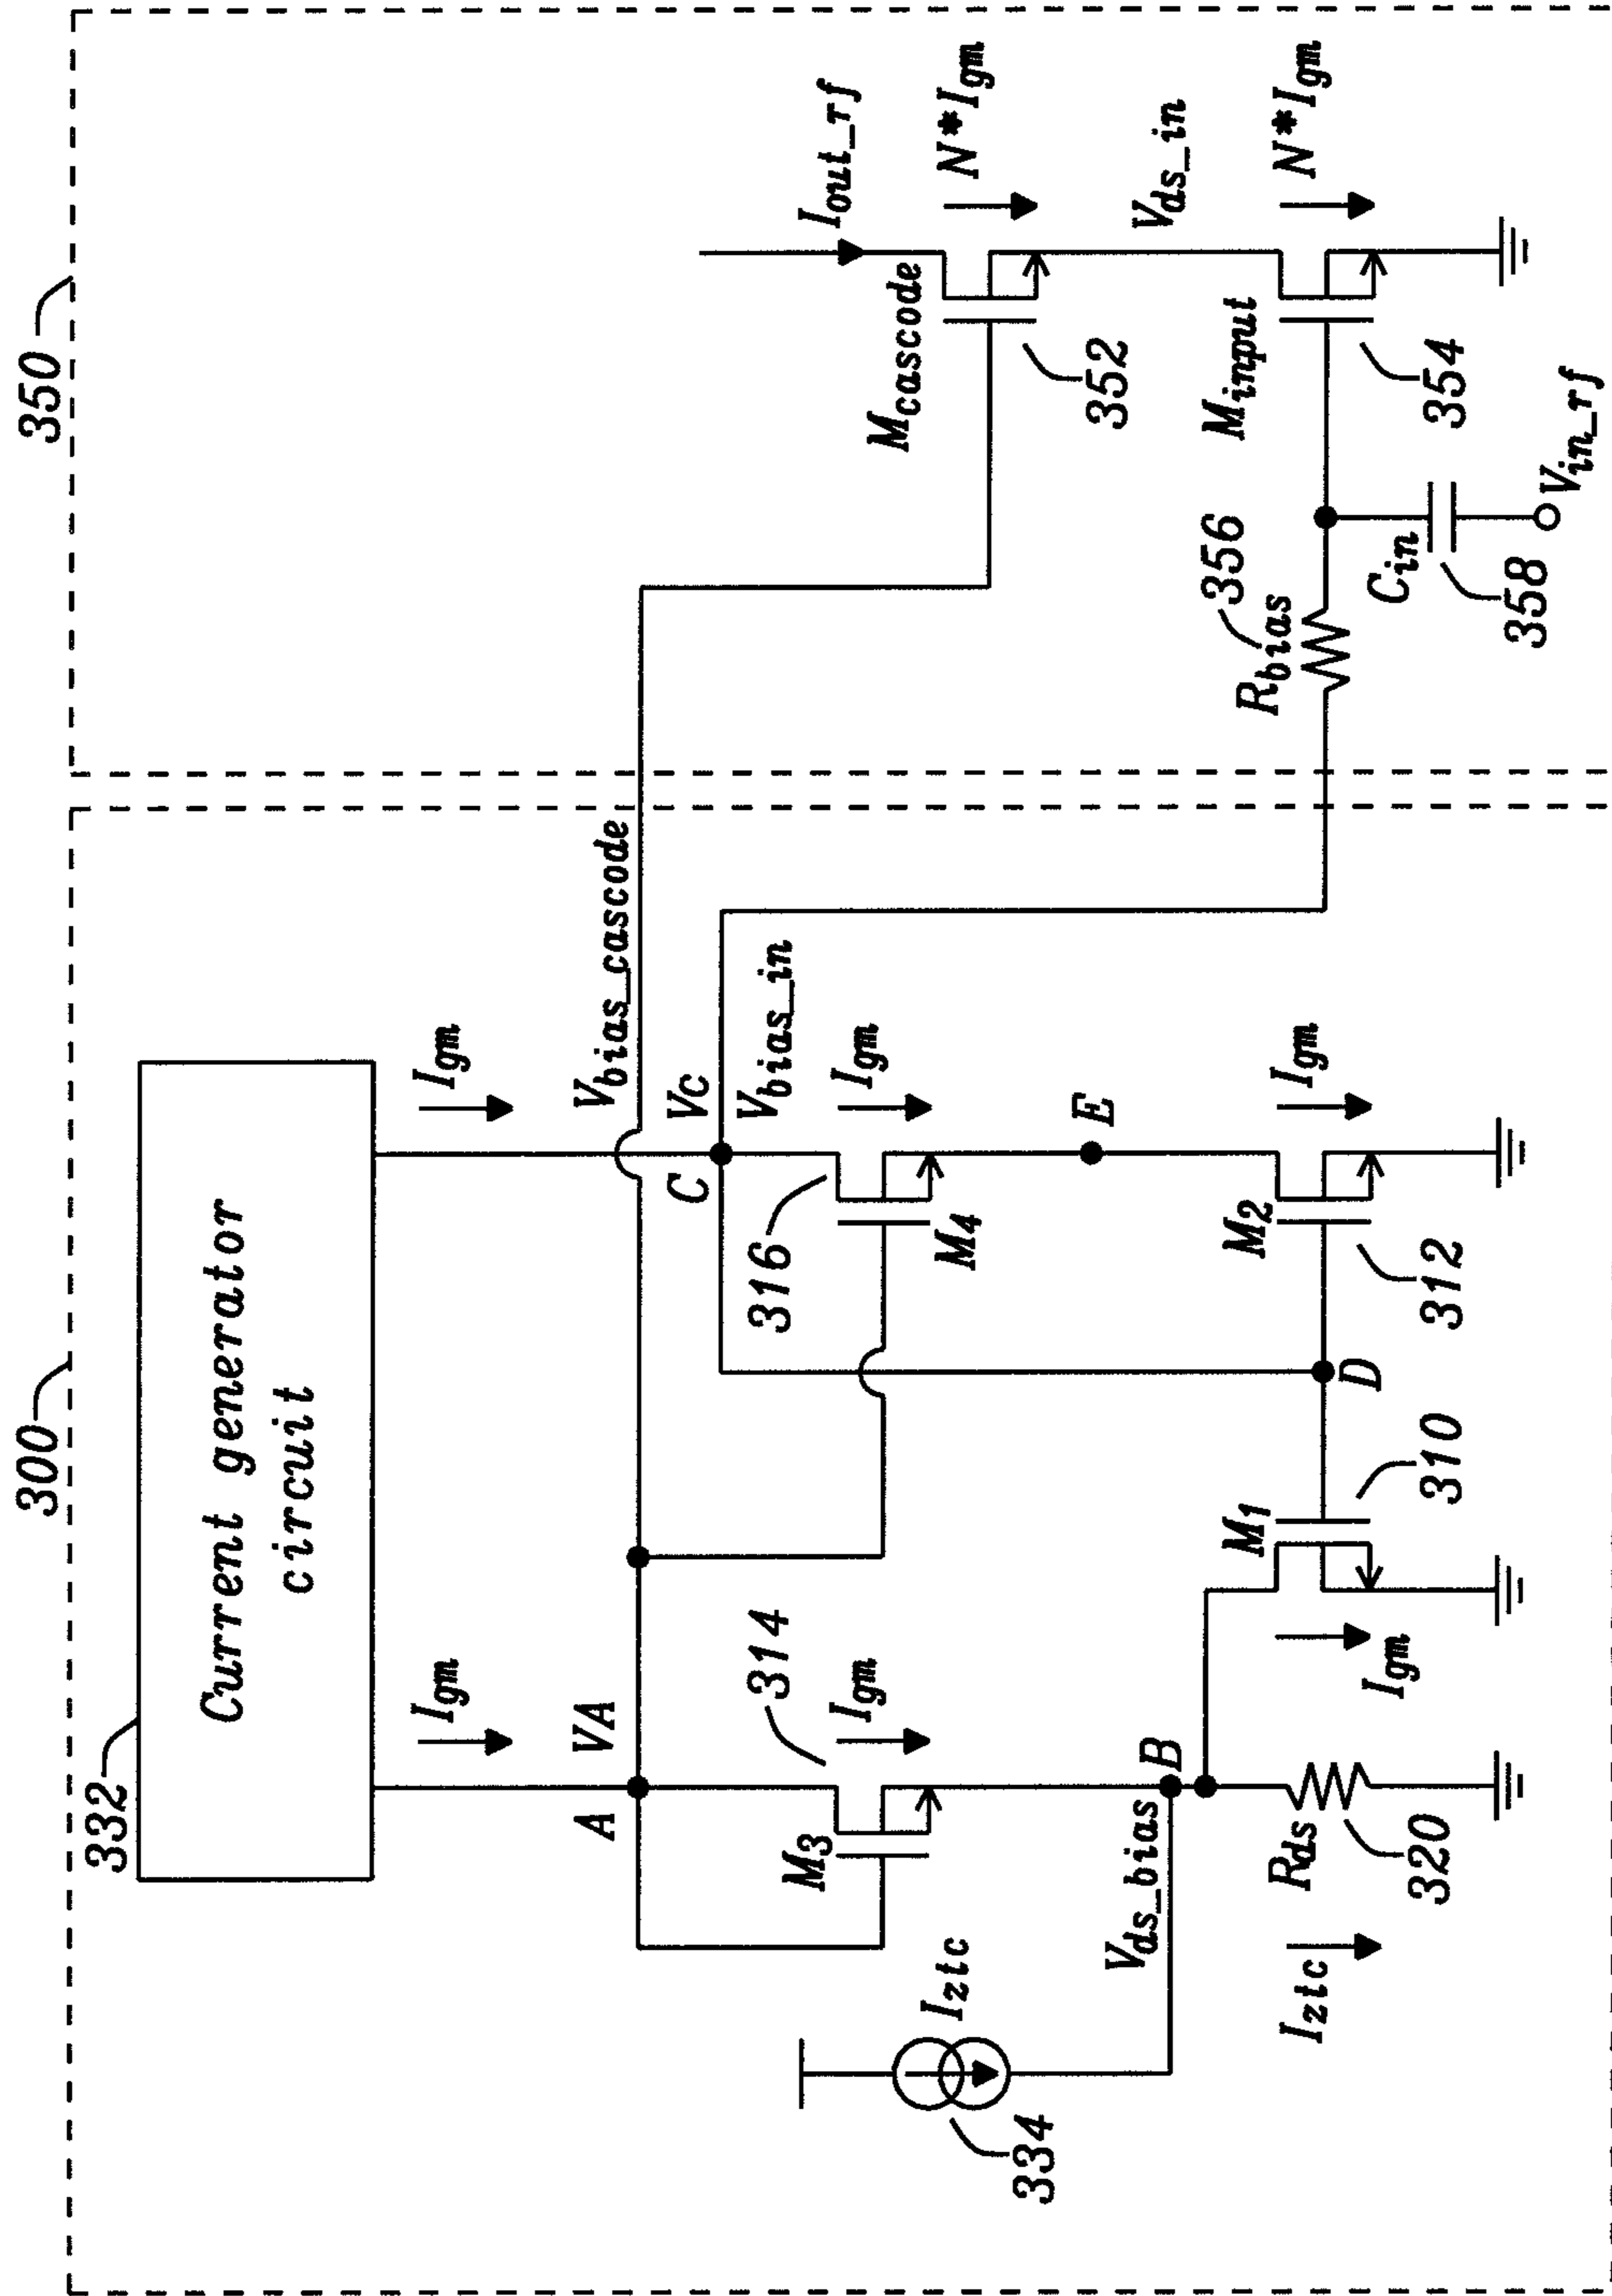 300
350
332
Current generator
circuit
Igm
Igm
A
VA
Vbias_cascode
C
Vc
Vbias_in
Iout_rf
M3
314
Igm
316
M4
Igm
Mcascode
352
N*Igm
Iztc
334
Vds_bias
B
E
Vds_in
Rds
320
Iztc
M1
310
Igm
D
M2
312
Igm
Rbias
356
Cin
358
Vin_rf
Minput
354
N*Igm